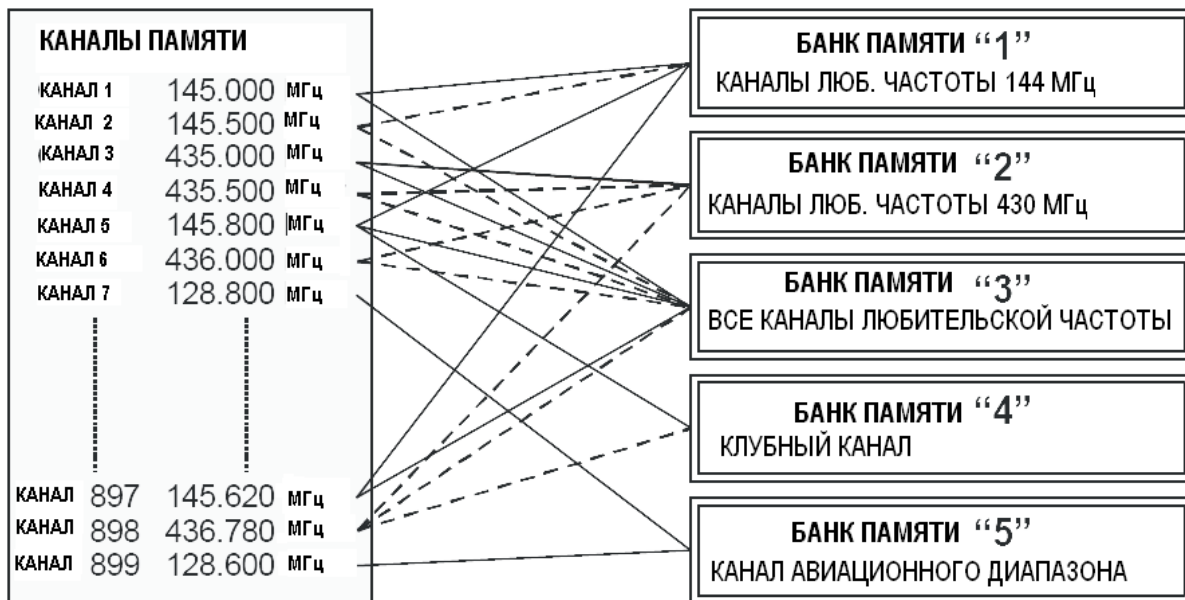 КАНАЛЫ ПАМЯТИ
КАНАЛ 1 145.000 МГц
КАНАЛ 2 145.500 МГц
КАНАЛ 3 435.000 МГц
КАНАЛ 4 435.500 МГц
КАНАЛ 5 145.800 МГц
КАНАЛ 6 436.000 МГц
КАНАЛ 7 128.800 МГц
КАНАЛ 897 145.620 МГц
КАНАЛ 898 436.780 МГц
КАНАЛ 899 128.600 МГц
БАНК ПАМЯТИ “1”
КАНАЛЫ ЛЮБ. ЧАСТОТЫ 144 МГц
БАНК ПАМЯТИ “2”
КАНАЛЫ ЛЮБ. ЧАСТОТЫ 430 МГц
БАНК ПАМЯТИ “3”
ВСЕ КАНАЛЫ ЛЮБИТЕЛЬСКОЙ ЧАСТОТЫ
БАНК ПАМЯТИ “4”
КЛУБНЫЙ КАНАЛ
БАНК ПАМЯТИ “5”
КАНАЛ АВИАЦИОННОГО ДИАПАЗОНА